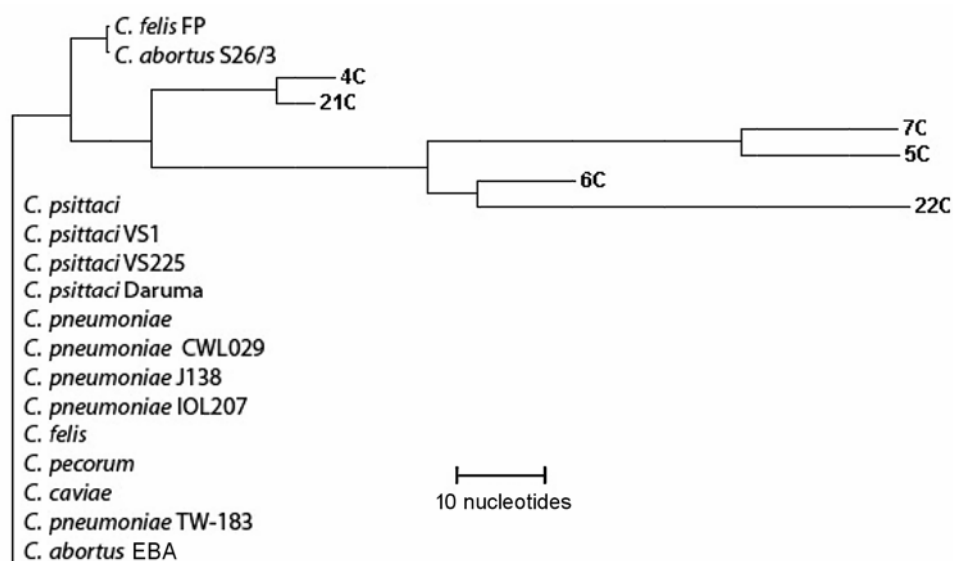 C. felis FP
C. abortus S26/3
4C
21C
7C
5C
6C
22C
C. psittaci
C. psittaci VS1
C. psittaci VS225
C. psittaci Daruma
C. pneumoniae
C. pneumoniae CWL029
C. pneumoniae J138
C. pneumoniae IOL207
C. felis
C. pecorum
C. caviae
C. pneumoniae TW-183
C. abortus EBA
10 nucleotides